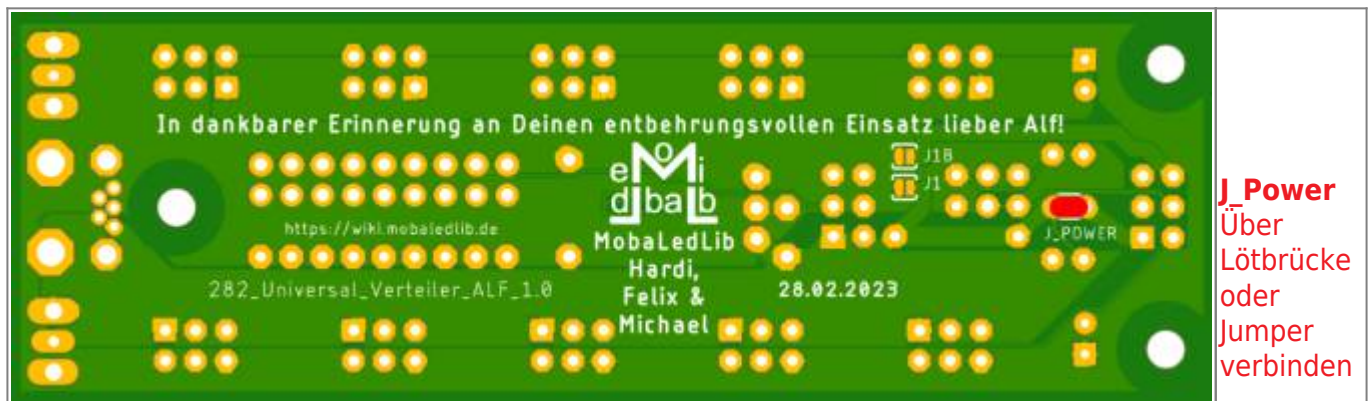 In dankbarer Erinnerung an Deinen entbehrungsvollen Einsatz lieber Alf!
J1B
J1
https://wiki.mobaledlib.de
MobaLedLib
Hardi,
Felix &
Michael
282_Universal_Verteiler_ALF_1.0
28.02.2023
J_POWER
J_Power
Über
Lötbrücke
oder
Jumper
verbinden